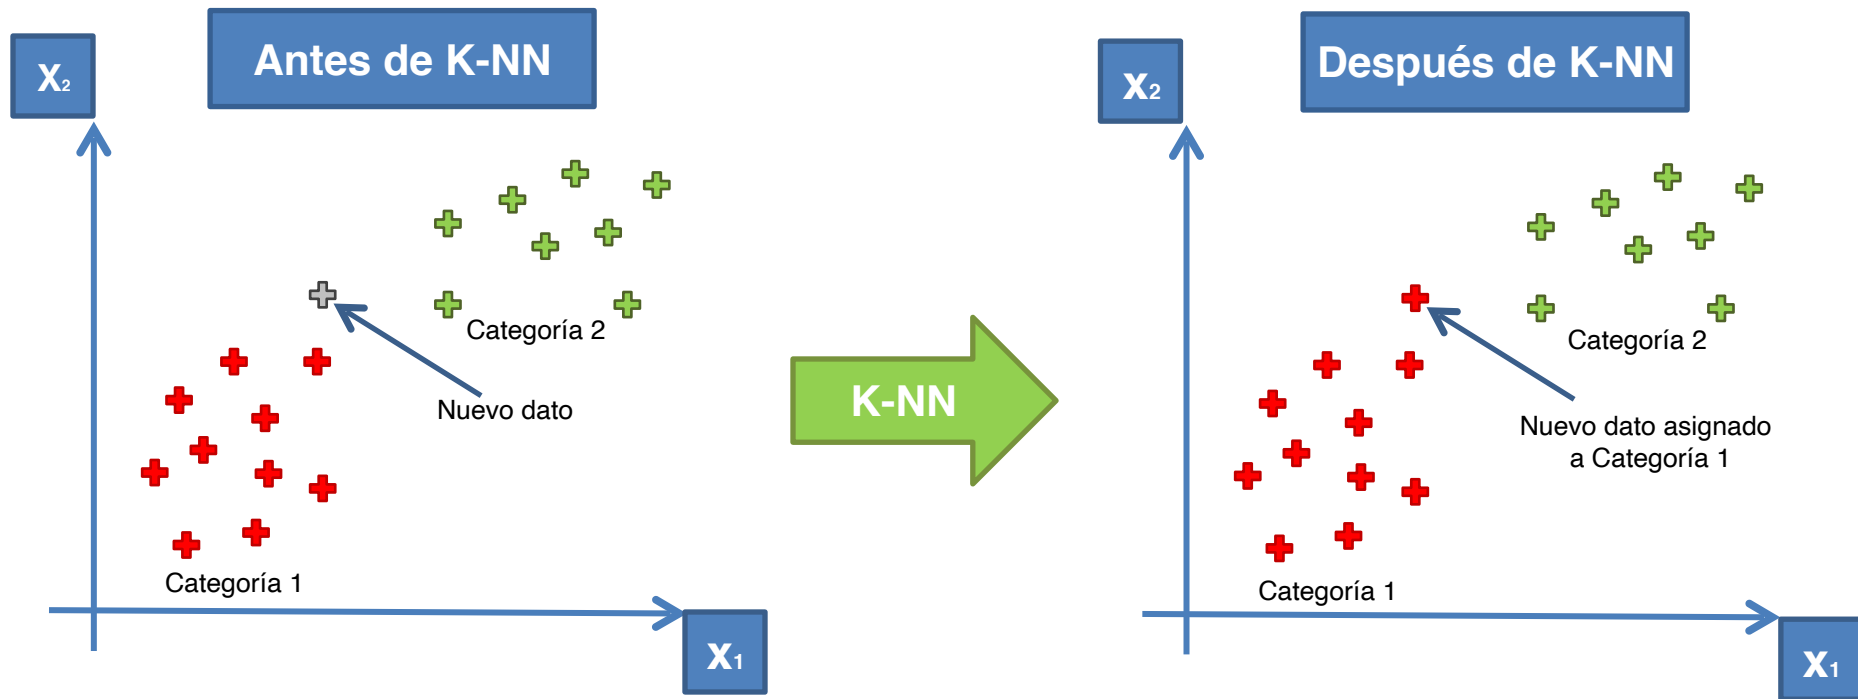 X₂
Antes de K-NN
Categoría 2
Nuevo dato
Categoría 1
X₁
K-NN
X₂
Después de K-NN
Categoría 2
Nuevo dato asignado
a Categoría 1
Categoría 1
X₁